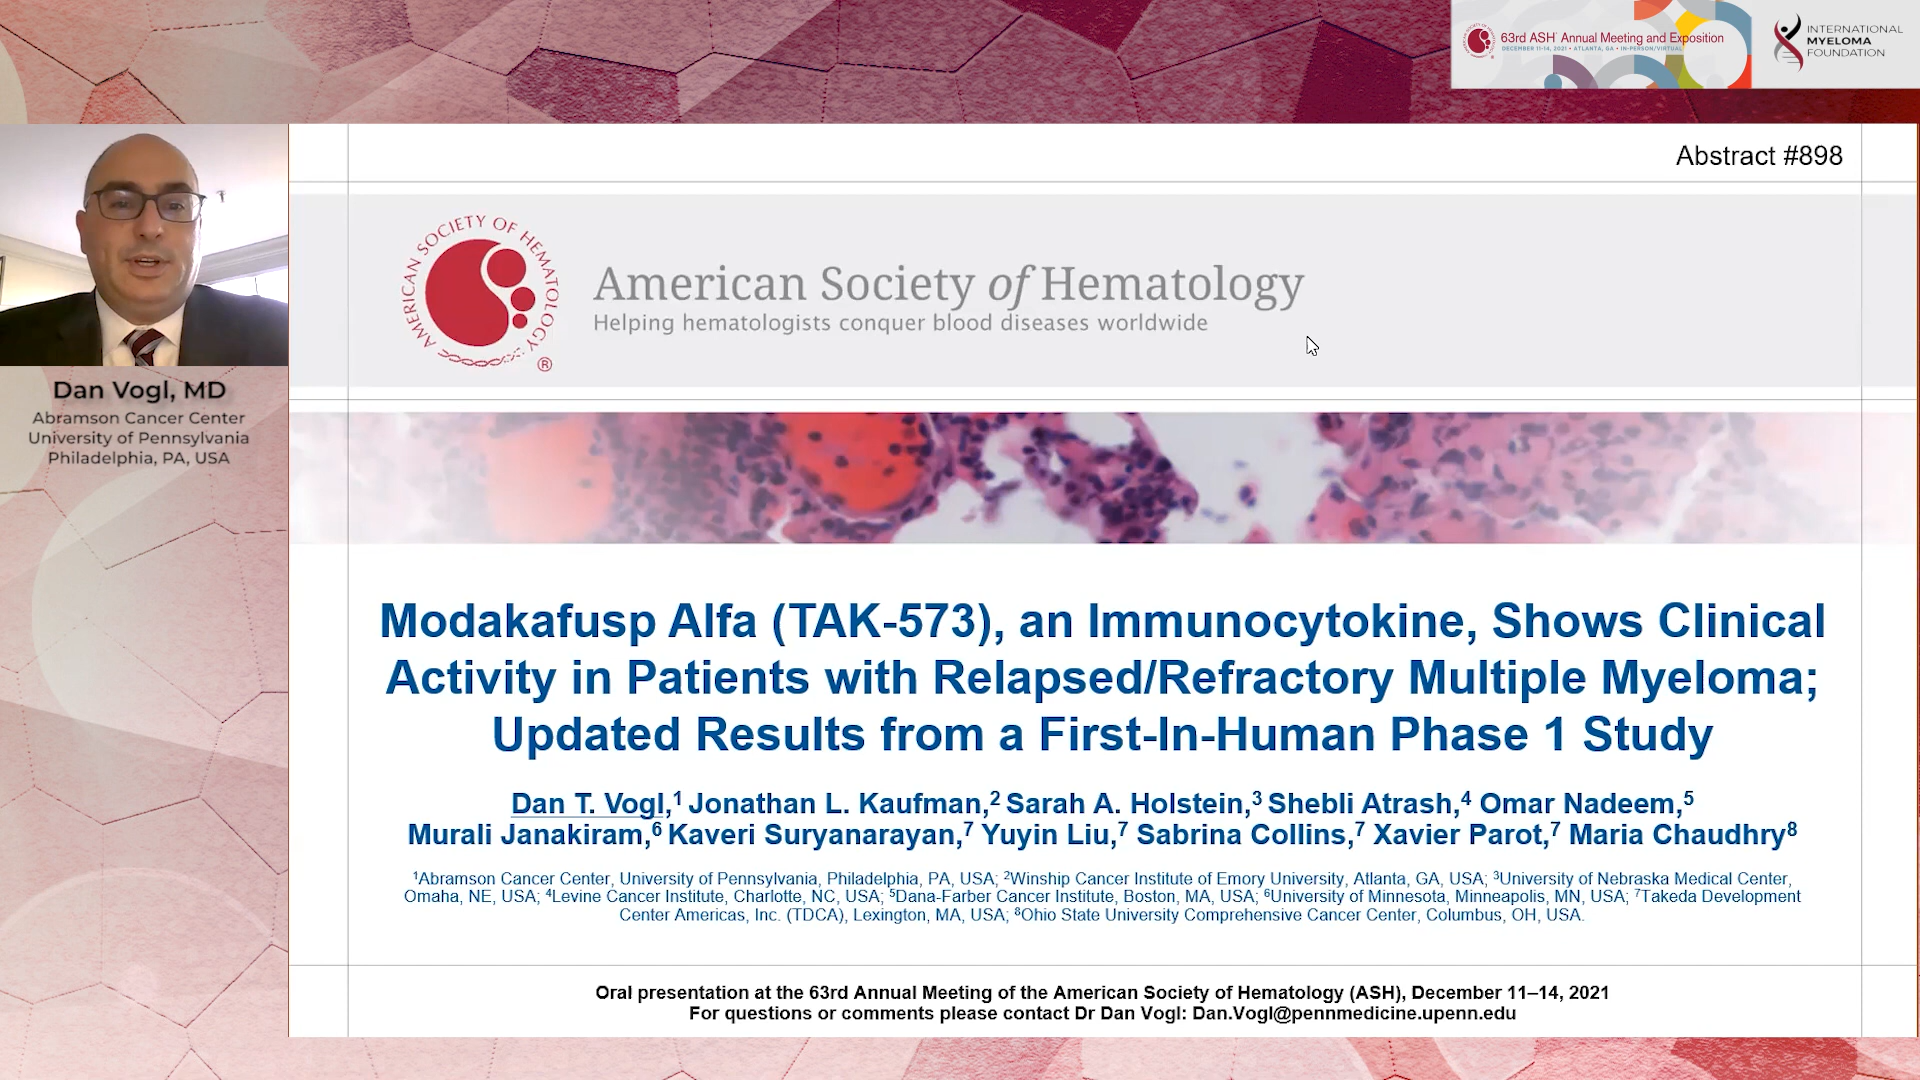 63rd ASH® Annual Meeting and Exposition
DECEMBER 11-14, 2021 • ATLANTA, GA • IN-PERSON/VIRTUAL
INTERNATIONAL
MYELOMA
FOUNDATION
Abstract #898
AMERICAN SOCIETY OF HEMATOLOGY
®
American Society of Hematology
Helping hematologists conquer blood diseases worldwide
Dan Vogl, MD
Abramson Cancer Center
University of Pennsylvania
Philadelphia, PA, USA
Modakafusp Alfa (TAK-573), an Immunocytokine, Shows Clinical
Activity in Patients with Relapsed/Refractory Multiple Myeloma;
Updated Results from a First-In-Human Phase 1 Study
Dan T. Vogl,¹ Jonathan L. Kaufman,² Sarah A. Holstein,³ Shebli Atrash,⁴ Omar Nadeem,⁵
Murali Janakiram,⁶ Kaveri Suryanarayan,⁷ Yuyin Liu,⁷ Sabrina Collins,⁷ Xavier Parot,⁷ Maria Chaudhry⁸
¹Abramson Cancer Center, University of Pennsylvania, Philadelphia, PA, USA; ²Winship Cancer Institute of Emory University, Atlanta, GA, USA; ³University of Nebraska Medical Center,
Omaha, NE, USA; ⁴Levine Cancer Institute, Charlotte, NC, USA; ⁵Dana-Farber Cancer Institute, Boston, MA, USA; ⁶University of Minnesota, Minneapolis, MN, USA; ⁷Takeda Development
Center Americas, Inc. (TDCA), Lexington, MA, USA; ⁸Ohio State University Comprehensive Cancer Center, Columbus, OH, USA.
Oral presentation at the 63rd Annual Meeting of the American Society of Hematology (ASH), December 11–14, 2021
For questions or comments please contact Dr Dan Vogl: Dan.Vogl@pennmedicine.upenn.edu